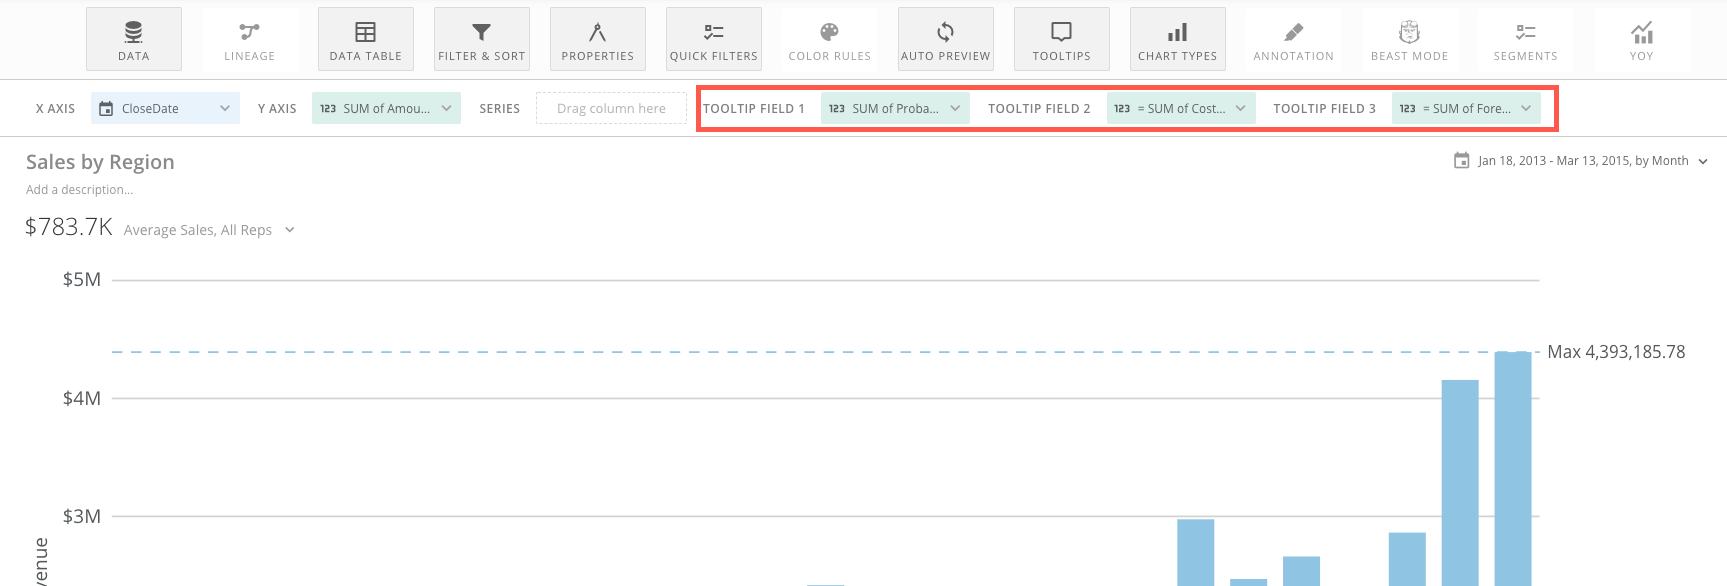 DATA LINEAGE DATA TABLE FILTER & SORT PROPERTIES QUICK FILTERS COLOR RULES AUTO PREVIEW TOOLTIPS CHART TYPES ANNOTATION BEAST MODE SEGMENTS YOY
X AXIS CloseDate Y AXIS 123 SUM of Amou... SERIES Drag column here TOOLTIP FIELD 1 123 SUM of Proba... TOOLTIP FIELD 2 123 = SUM of Cost... TOOLTIP FIELD 3 123 = SUM of Fore...
Sales by Region
Jan 18, 2013 - Mar 13, 2015, by Month
Add a description...
$783.7K Average Sales, All Reps
$5M
Max 4,393,185.78
$4M
$3M
venue